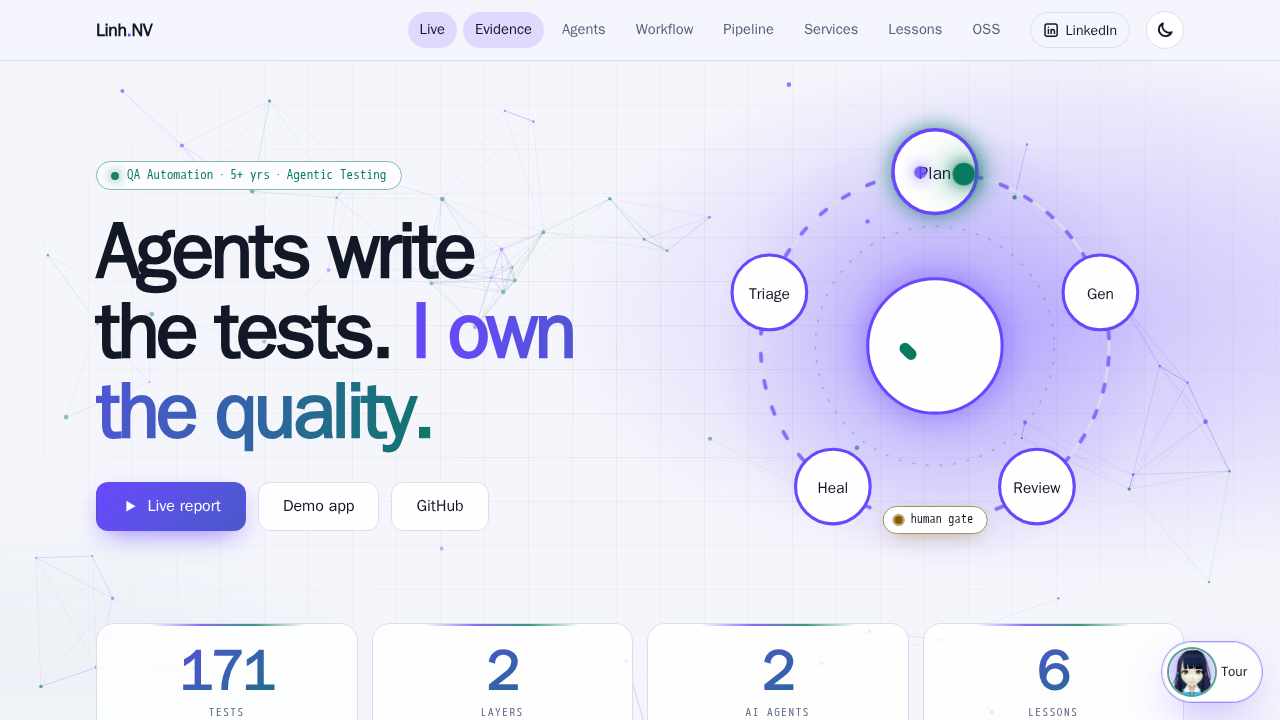 Linh.NV
Live
Evidence
Agents
Workflow
Pipeline
Services
Lessons
OSS
LinkedIn
QA Automation · 5+ yrs · Agentic Testing
Agents write
the tests. I own
the quality.
Live report
Demo app
GitHub
Plan
Triage
Gen
Heal
Review
human gate
171
TESTS
2
LAYERS
2
AI AGENTS
6
LESSONS
Tour